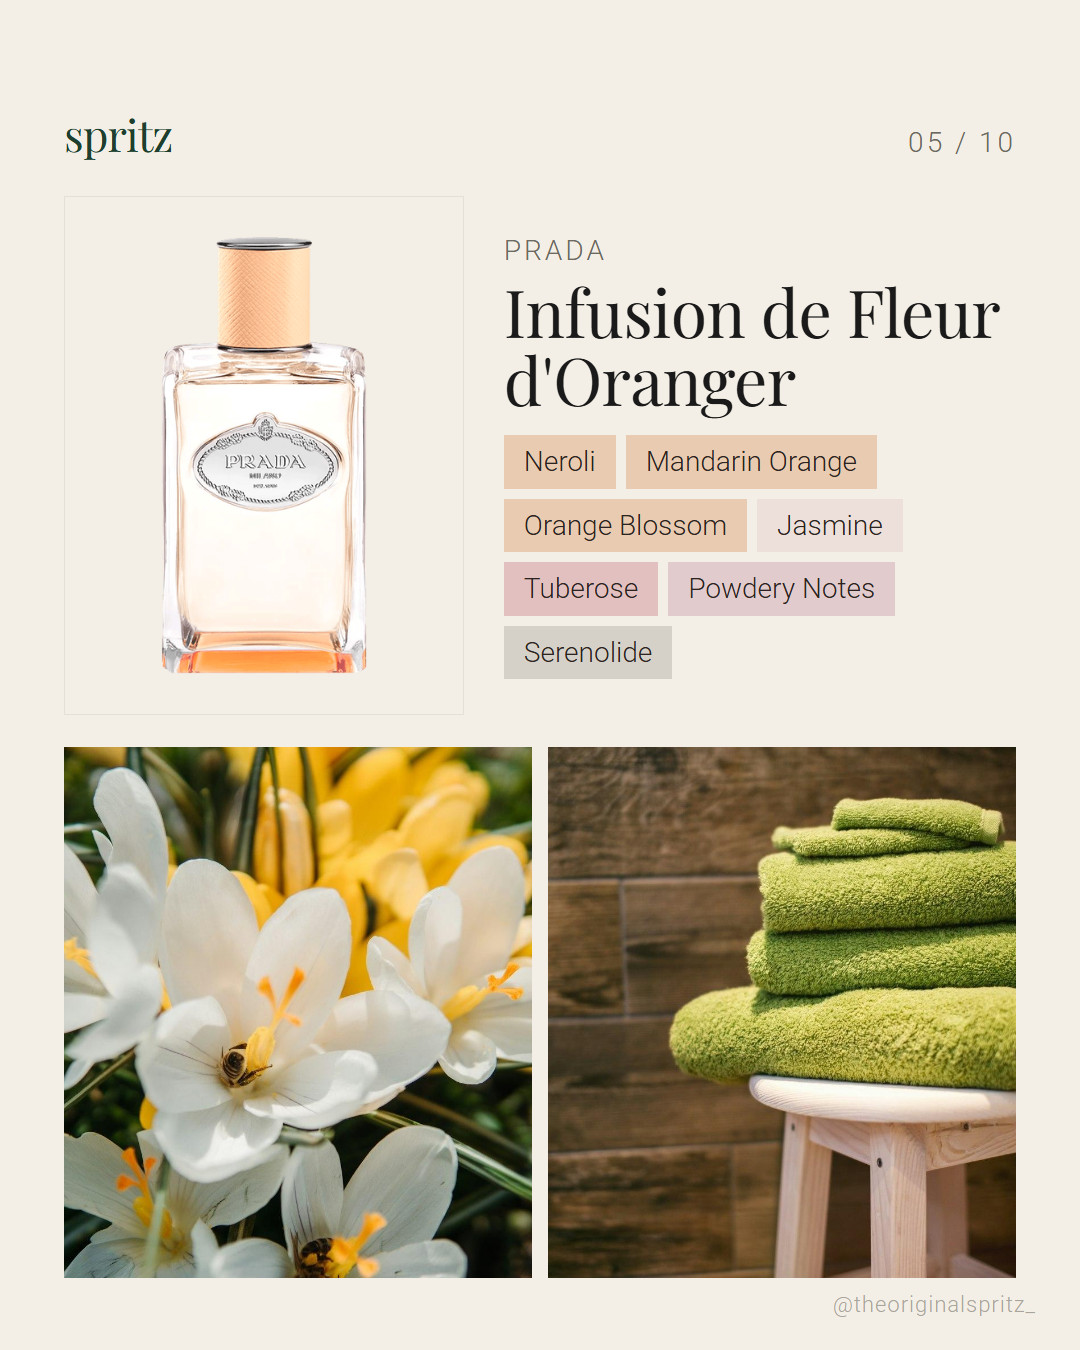 spritz
05 / 10
PRADA
Infusion de Fleur
d'Oranger
Neroli
Mandarin Orange
Orange Blossom
Jasmine
Tuberose
Powdery Notes
Serenolide
PRADA
@theoriginalspritz_